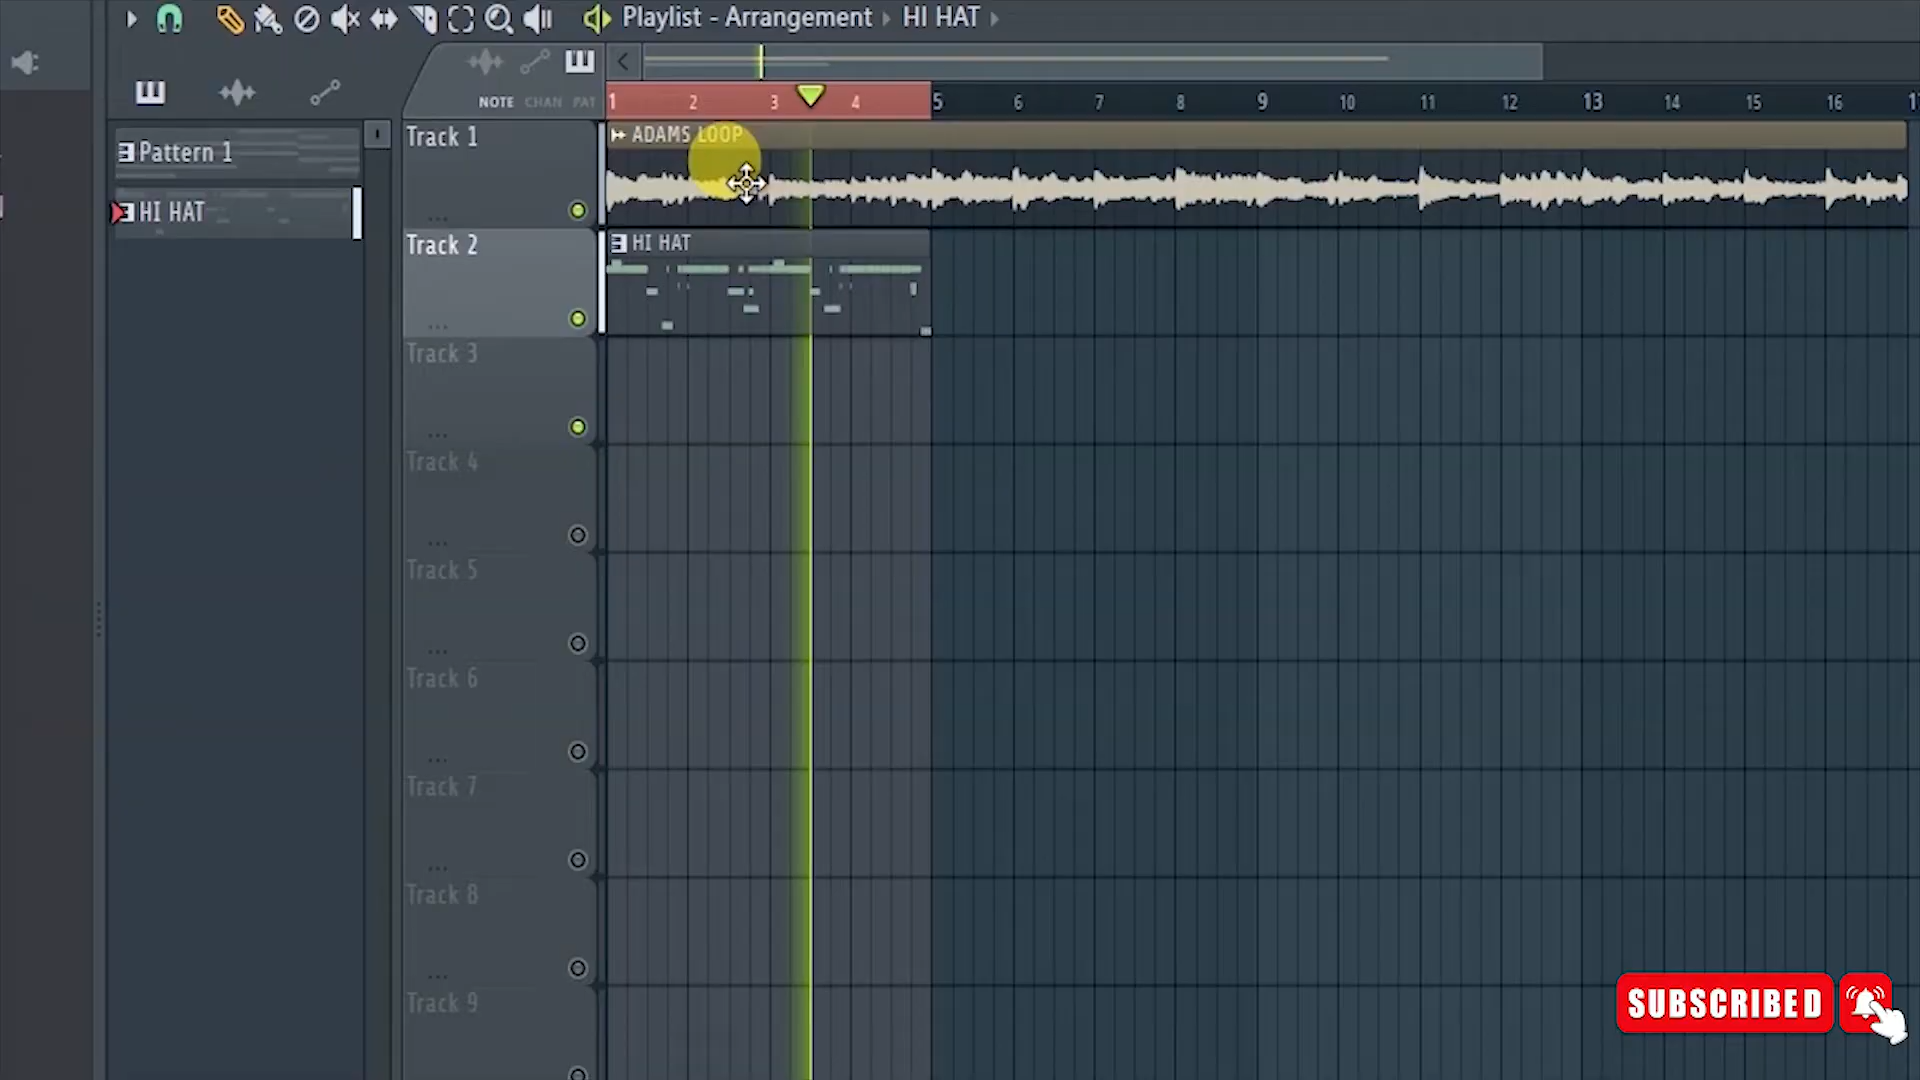 Playlist - Arrangement HI HAT
NOTE CHAN PAT
1 2 3 4 5 6 7 8 9 10 11 12 13 14 15 16
Pattern 1
HI HAT
Track 1
ADAMS LOOP
Track 2
HI HAT
Track 3
Track 4
Track 5
Track 6
Track 7
Track 8
Track 9
SUBSCRIBED